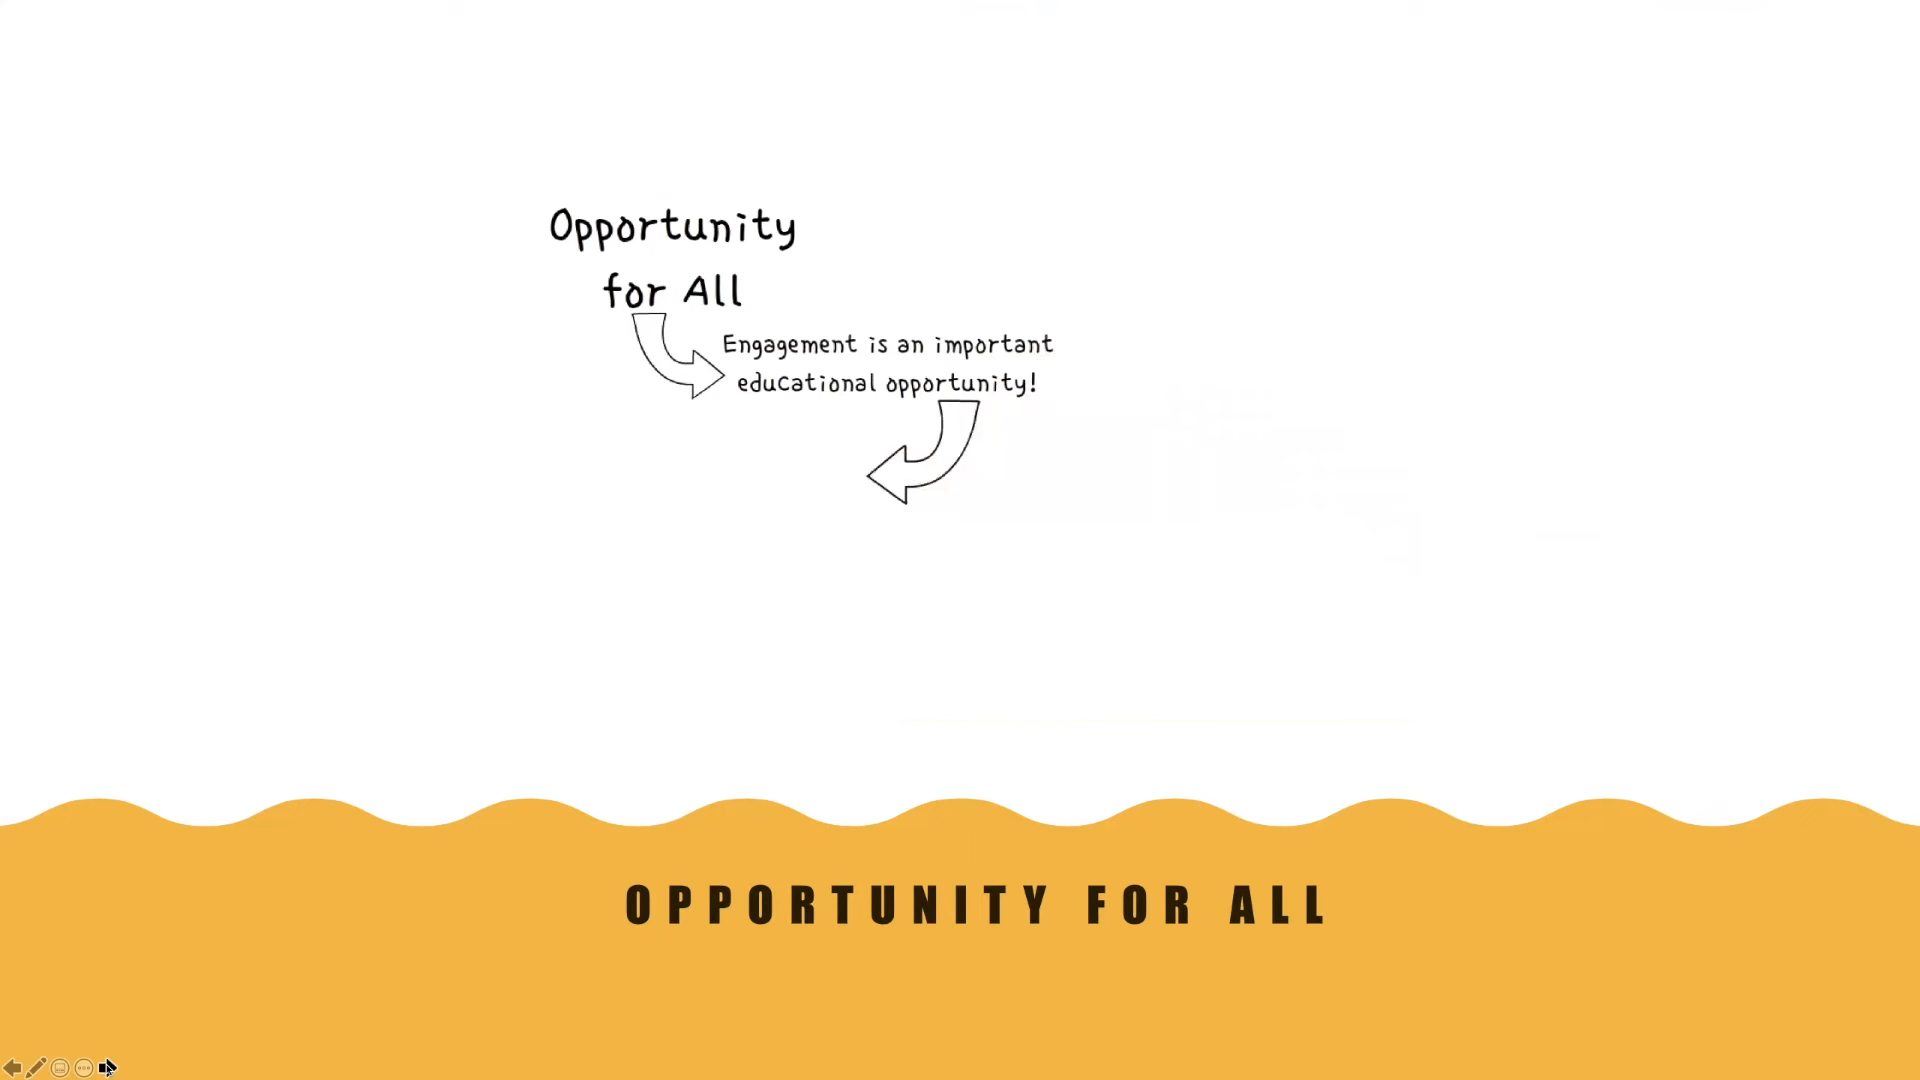 Opportunity
for All
Engagement is an important
educational opportunity!
OPPORTUNITY FOR ALL